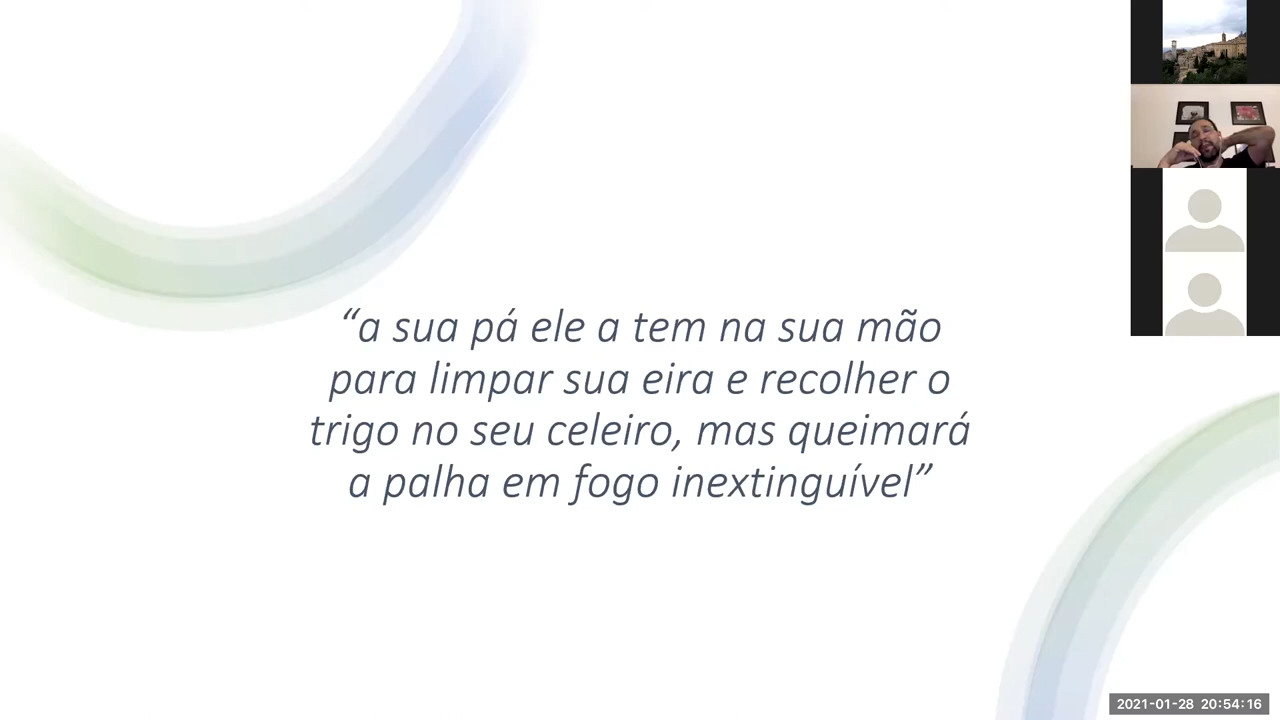 “a sua pá ele a tem na sua mão
para limpar sua eira e recolher o
trigo no seu celeiro, mas queimará
a palha em fogo inextinguível”
2021-01-28 20:54:16